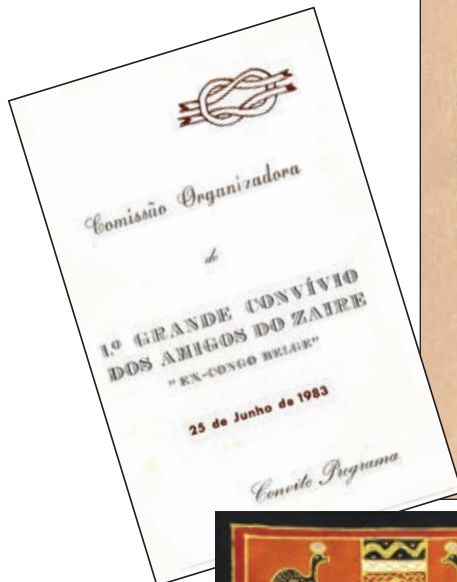 Comissão Organizadora
do
1.º GRANDE CONVÍVIO
DOS AMIGOS DO ZAIRE
"EX-CONGO BELGE"
25 de Junho de 1983
Convite Programa